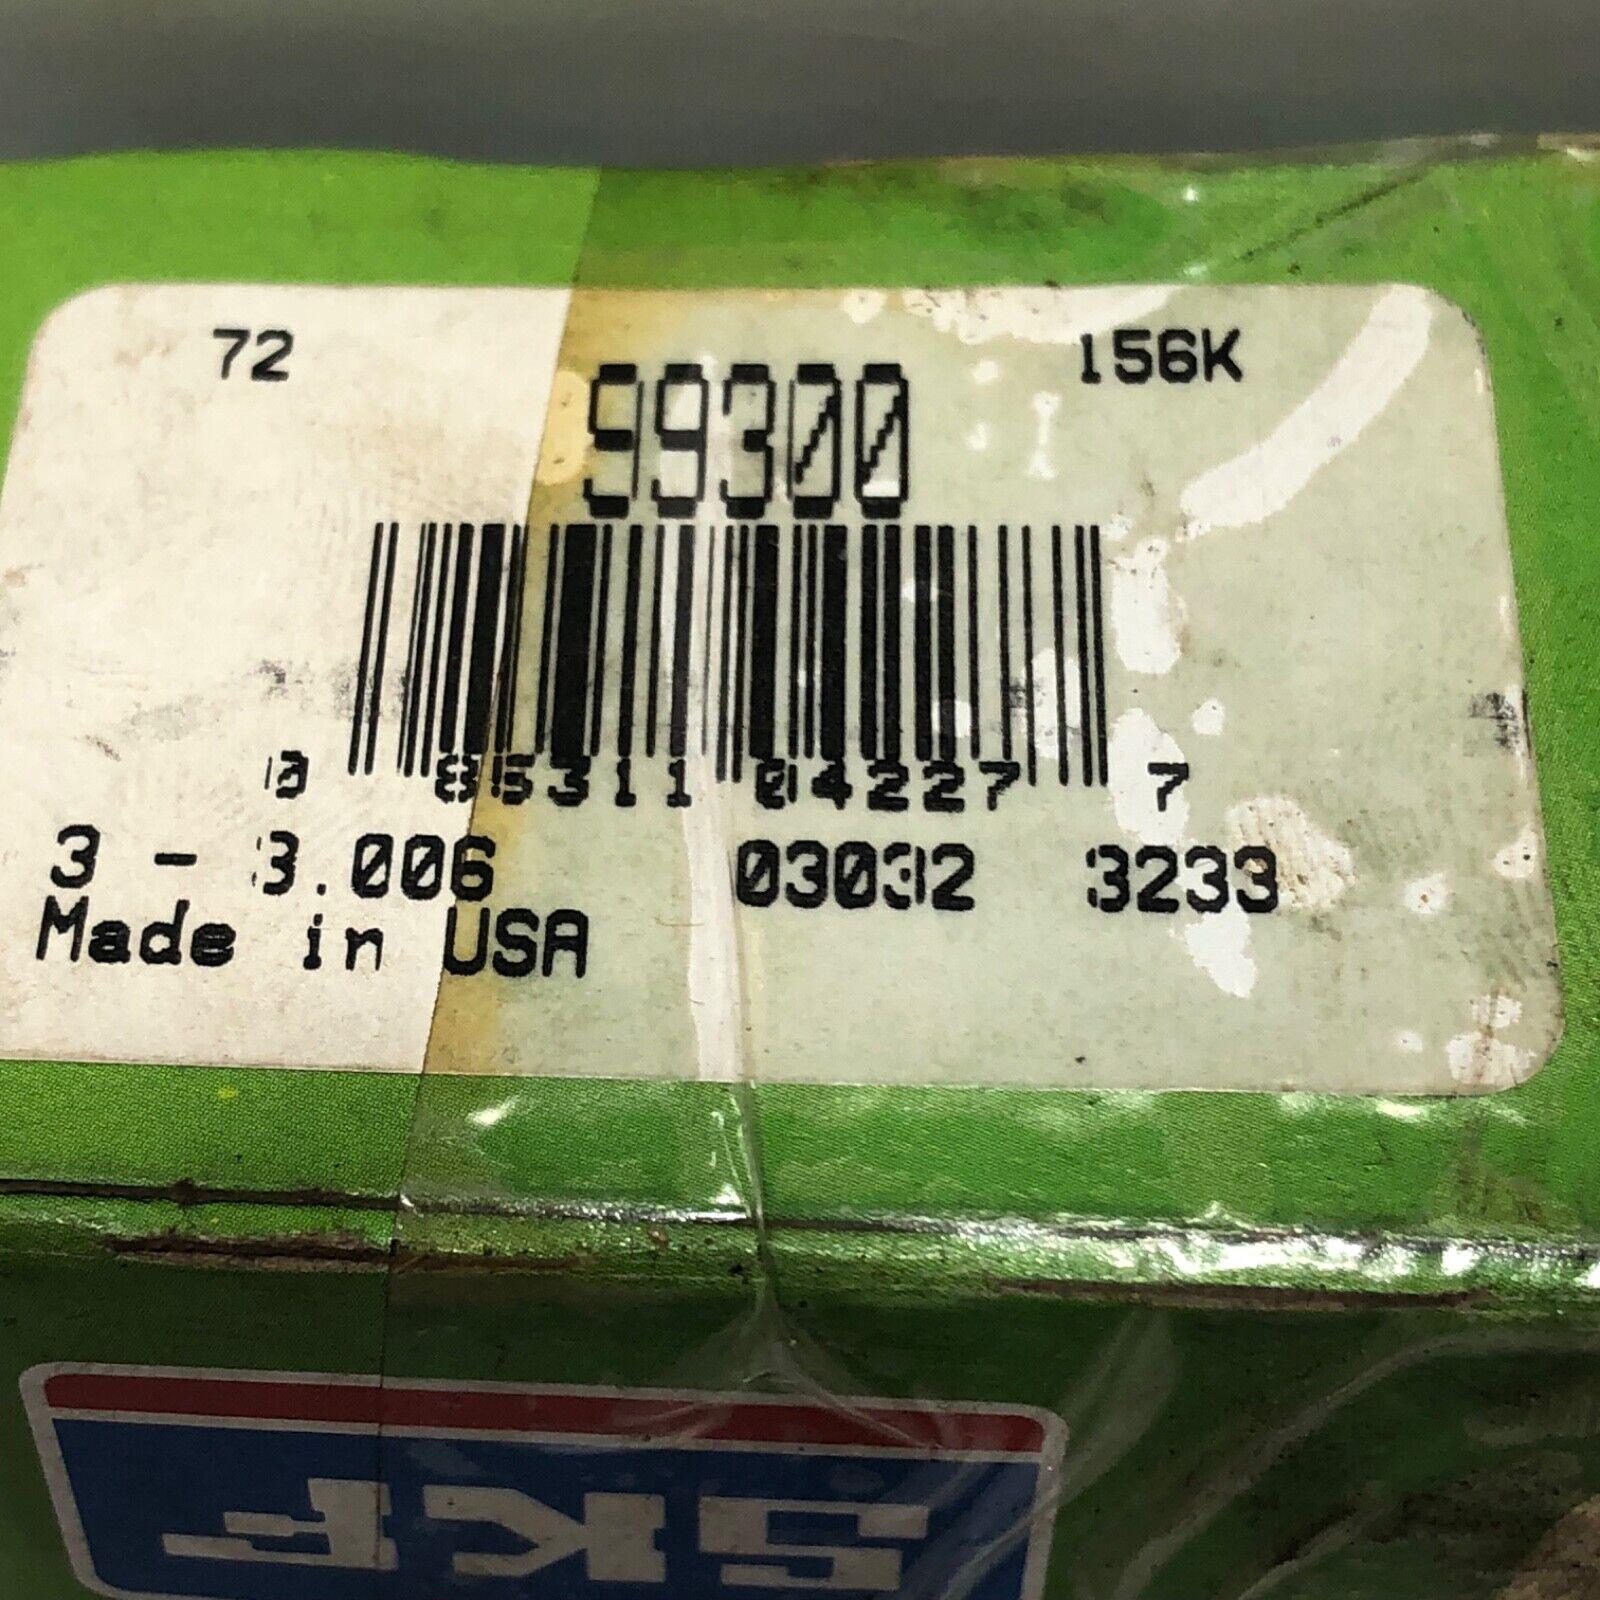 72 99300 156K
0 85311 04227 7
3 - 3.006 03032 3233
Made in USA
SKF